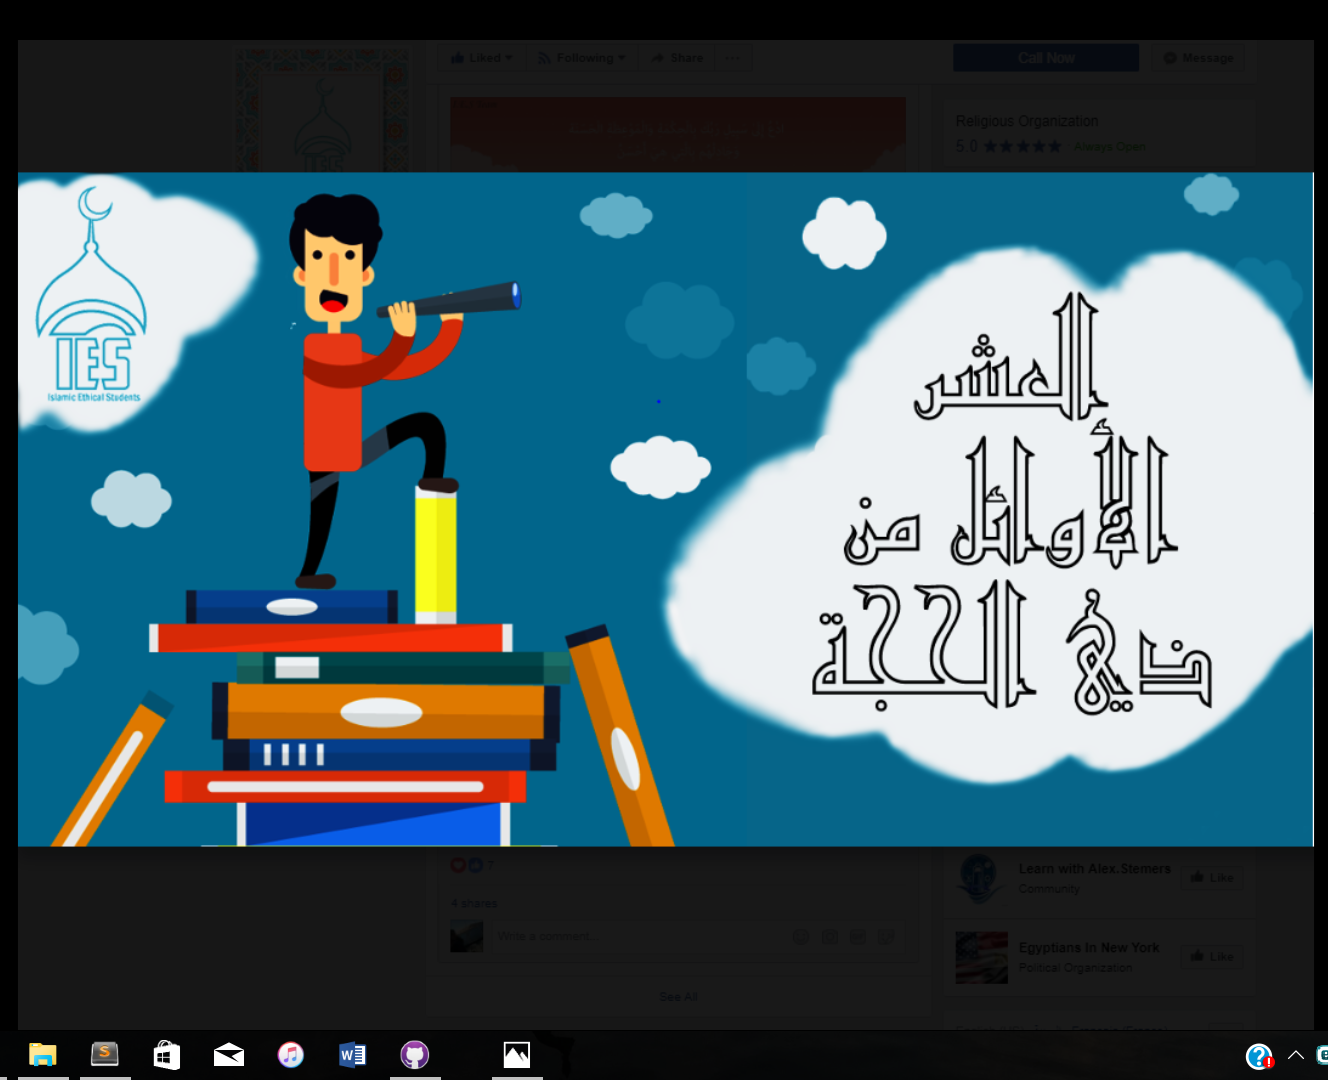 Liked
Following
Share
Call Now
Message
Religious Organization
5.0
Always Open
IES
Islamic Ethical Students
العشر
الأوائل من
ذي الحجة
7
4 shares
Write a comment...
See All
Learn with Alex.Stemers
Community
Like
Egyptians In New York
Political Organization
Like